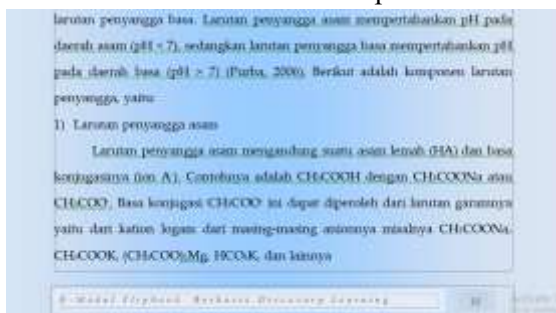 larutan penyangga basa. Larutan penyangga asam mempertahankan pH pada
daerah asam (pH < 7), sedangkan larutan penyangga basa mempertahankan pH
pada daerah basa (pH > 7) (Purba, 2006). Berikut adalah komponen larutan
penyangga, yaitu
1) Larutan penyangga asam
Larutan penyangga asam mengandung suatu asam lemah (HA) dan basa
konjugasinya (ion A⁻). Contohnya adalah CH₃COOH dengan CH₃COONa atau
CH₃COO⁻. Basa konjugasi CH₃COO⁻ ini dapat diperoleh dari larutan garamnya
yaitu dari kation logam dari masing-masing anionnya misalnya CH₃COONa,
CH₃COOK, (CH₃COO)₂Mg, HCO₃K, dan lainnya
E-Modul Flipbook Berbasis Discovery Learning